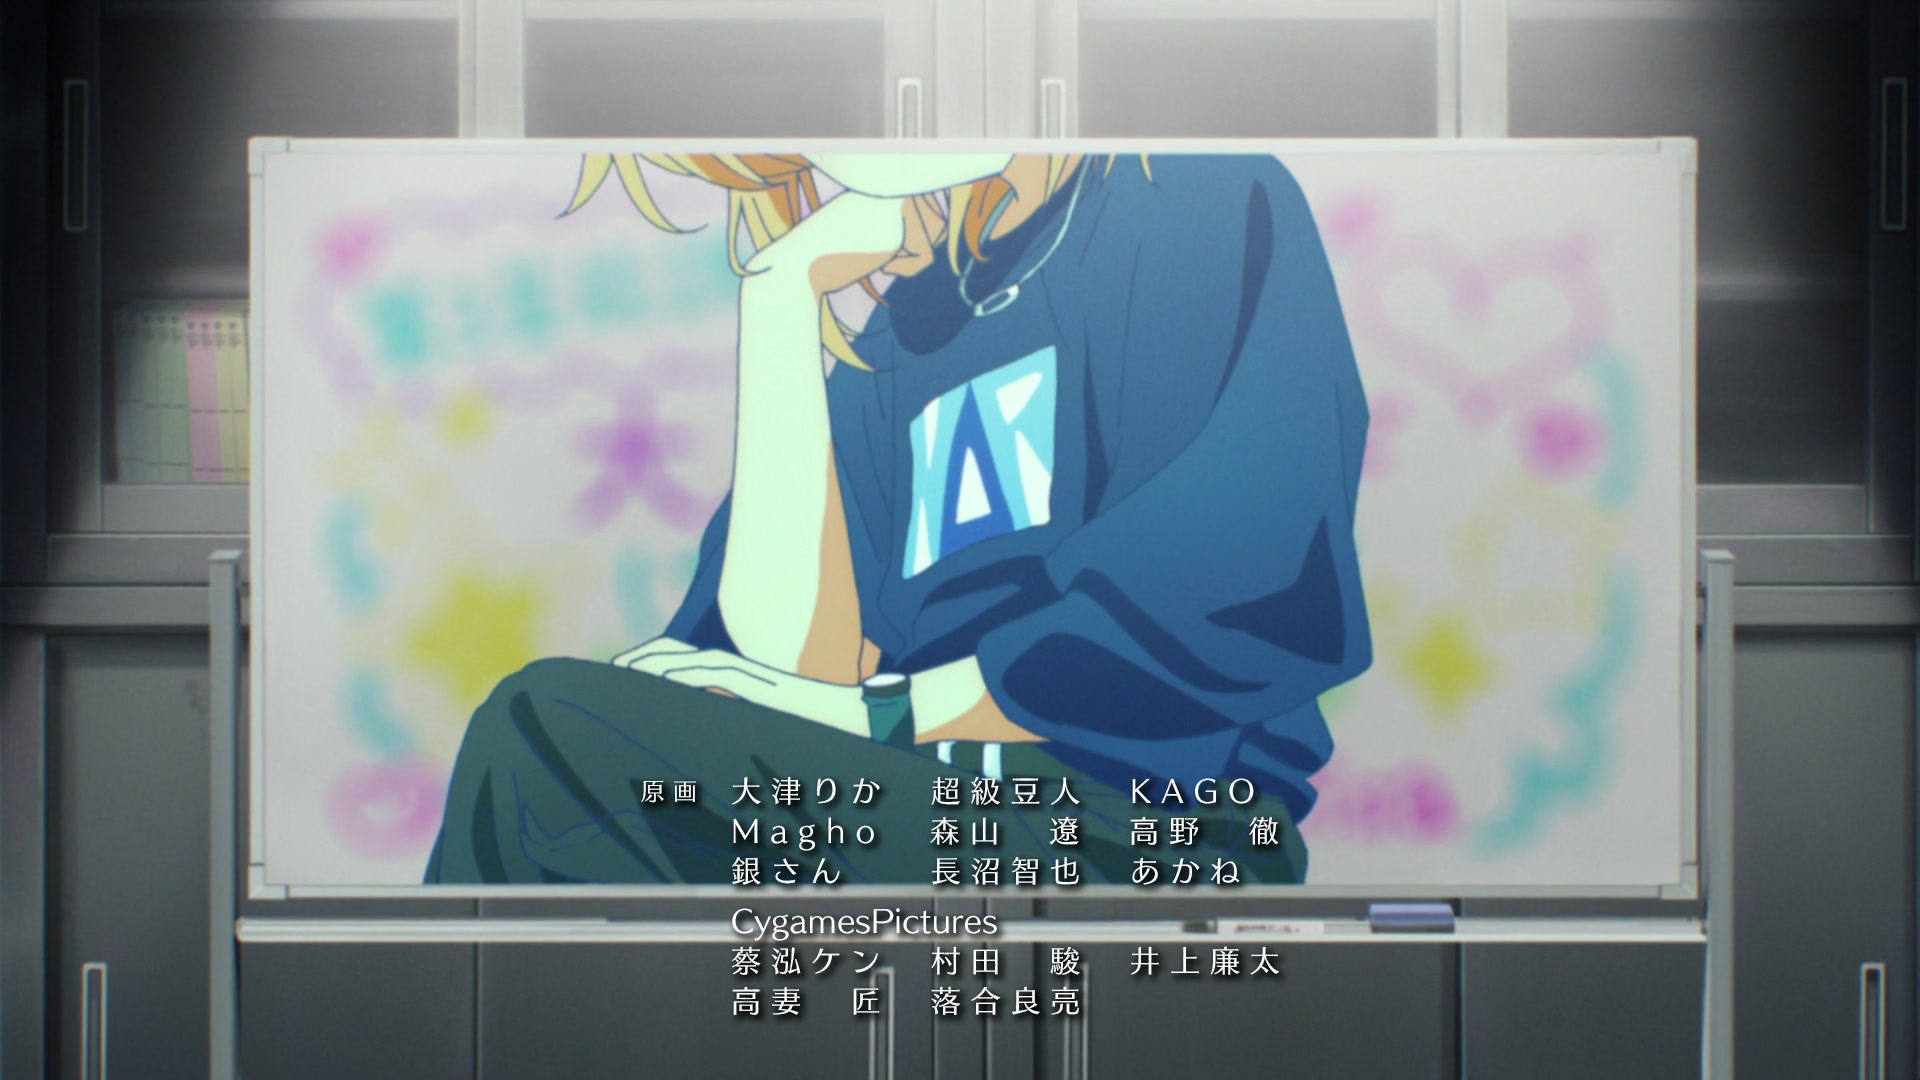 原画 大津りか 超級豆人 KAGO
Magho 森山 遼 高野 徹
銀さん 長沼智也 あかね
CygamesPictures
蔡泓ケン 村田 駿 井上廉太
高妻 匠 落合良亮